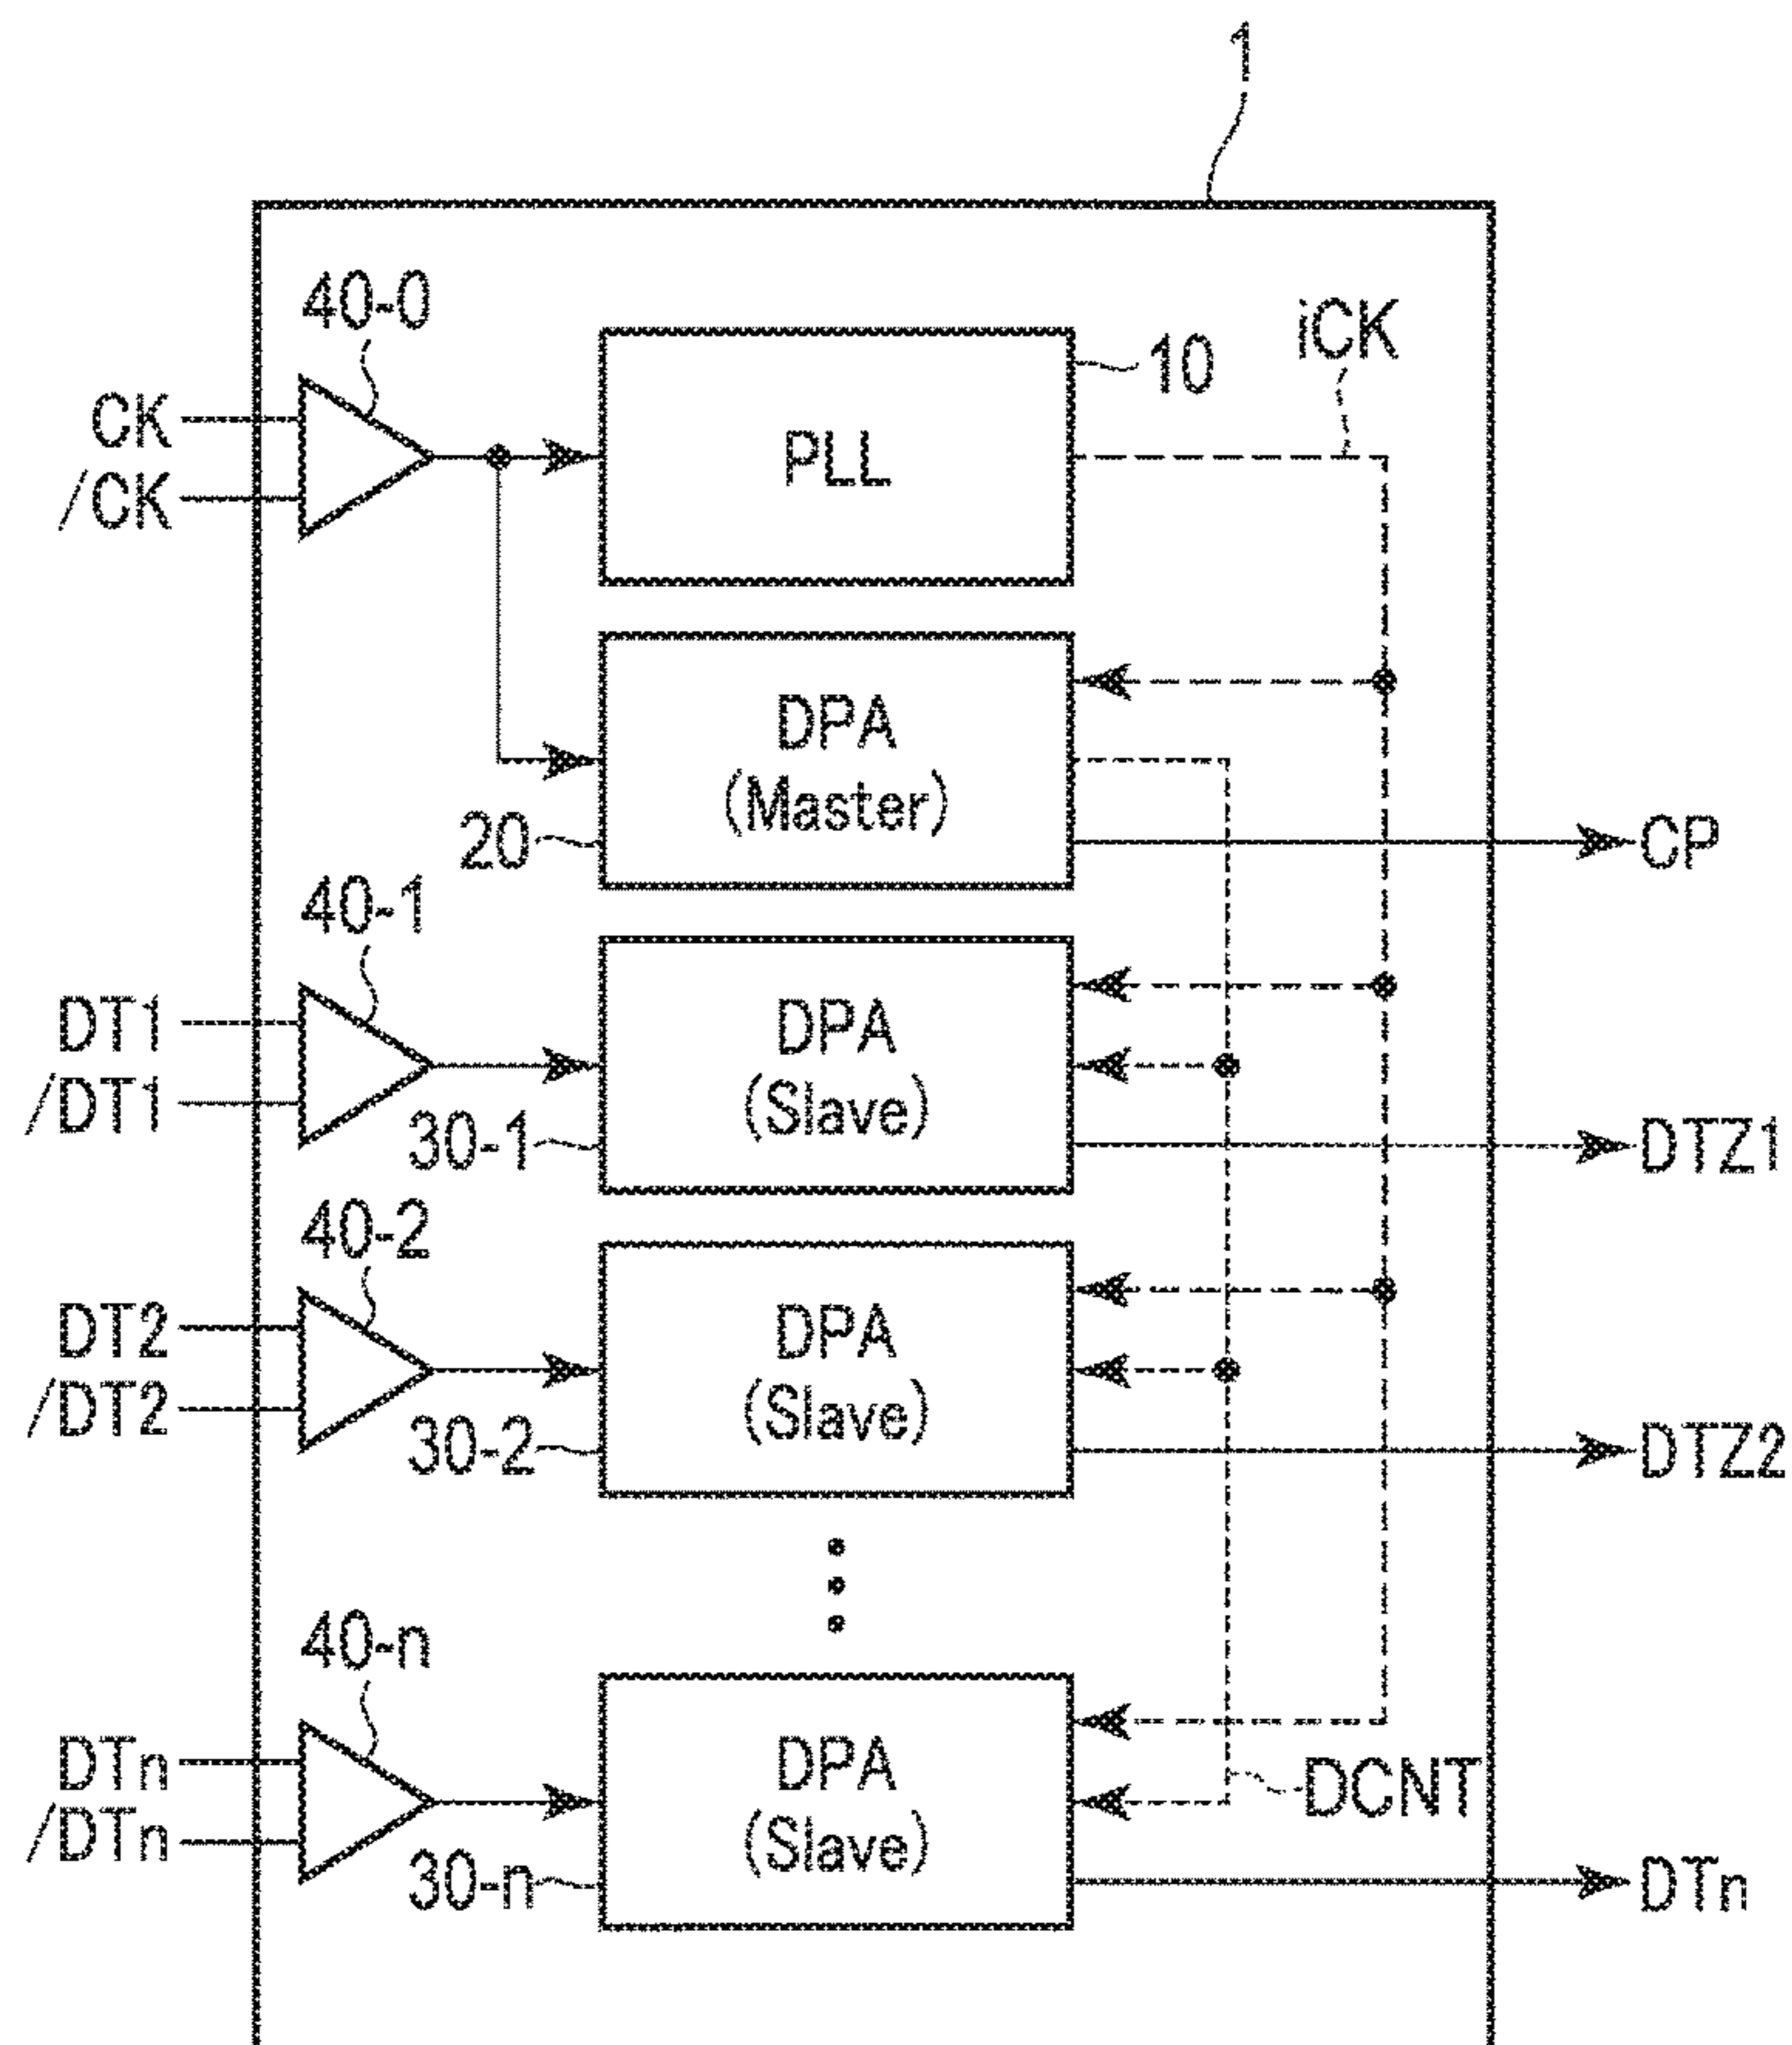 1
40-0
iCK
10
CK
/CK
PLL
DPA
(Master)
20
CP
40-1
DT1
/DT1
DPA
(Slave)
30-1
DTZ1
40-2
DT2
/DT2
DPA
(Slave)
30-2
DTZ2
40-n
DTn
/DTn
DPA
(Slave)
DCNT
30-n
DTn